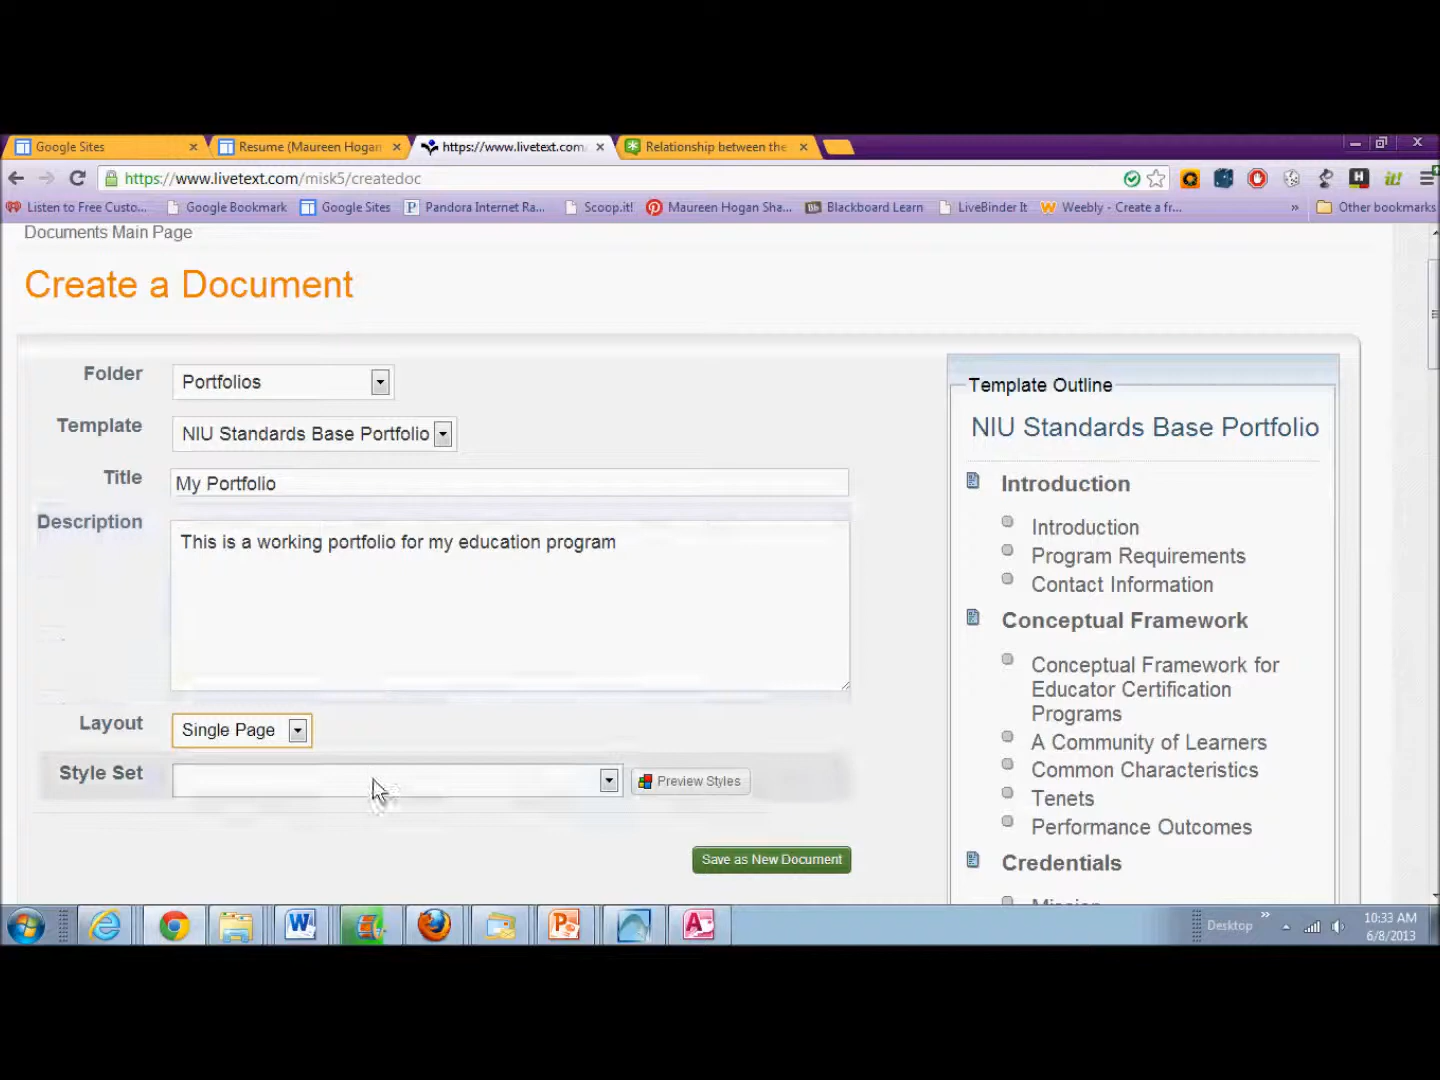 Google Sites
Resume (Maureen Hogan
https://www.livetext.com
Relationship between the
https://www.livetext.com/misk5/createdoc
Listen to Free Custo...
Google Bookmark
Google Sites
Pandora Internet Ra...
Scoop.it!
Maureen Hogan Sha...
Bb
Blackboard Learn
LiveBinder It
Weebly - Create a fr...
»
Other bookmarks
Documents Main Page
Create a Document
Folder
Portfolios
Template
NIU Standards Base Portfolio
Title
My Portfolio
Description
This is a working portfolio for my education program
Layout
Single Page
Style Set
Preview Styles
Save as New Document
Template Outline
NIU Standards Base Portfolio
Introduction
Introduction
Program Requirements
Contact Information
Conceptual Framework
Conceptual Framework for
Educator Certification
Programs
A Community of Learners
Common Characteristics
Tenets
Performance Outcomes
Credentials
Desktop
»
10:33 AM
6/8/2013